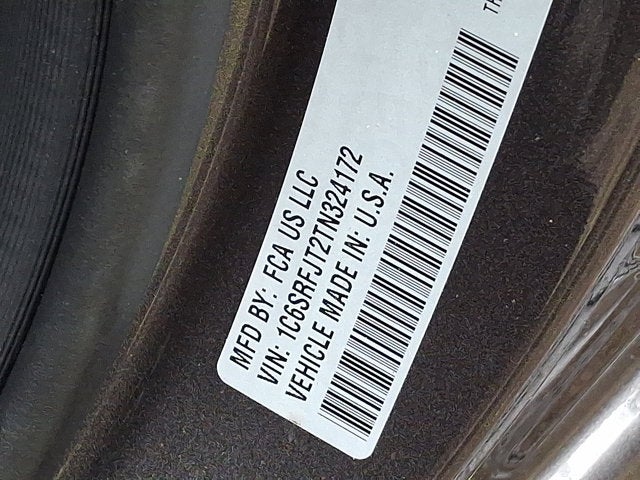 MFD BY: FCA US LLC
VIN: 1C6SRFJT2TN324172
VEHICLE MADE IN: U.S.A.